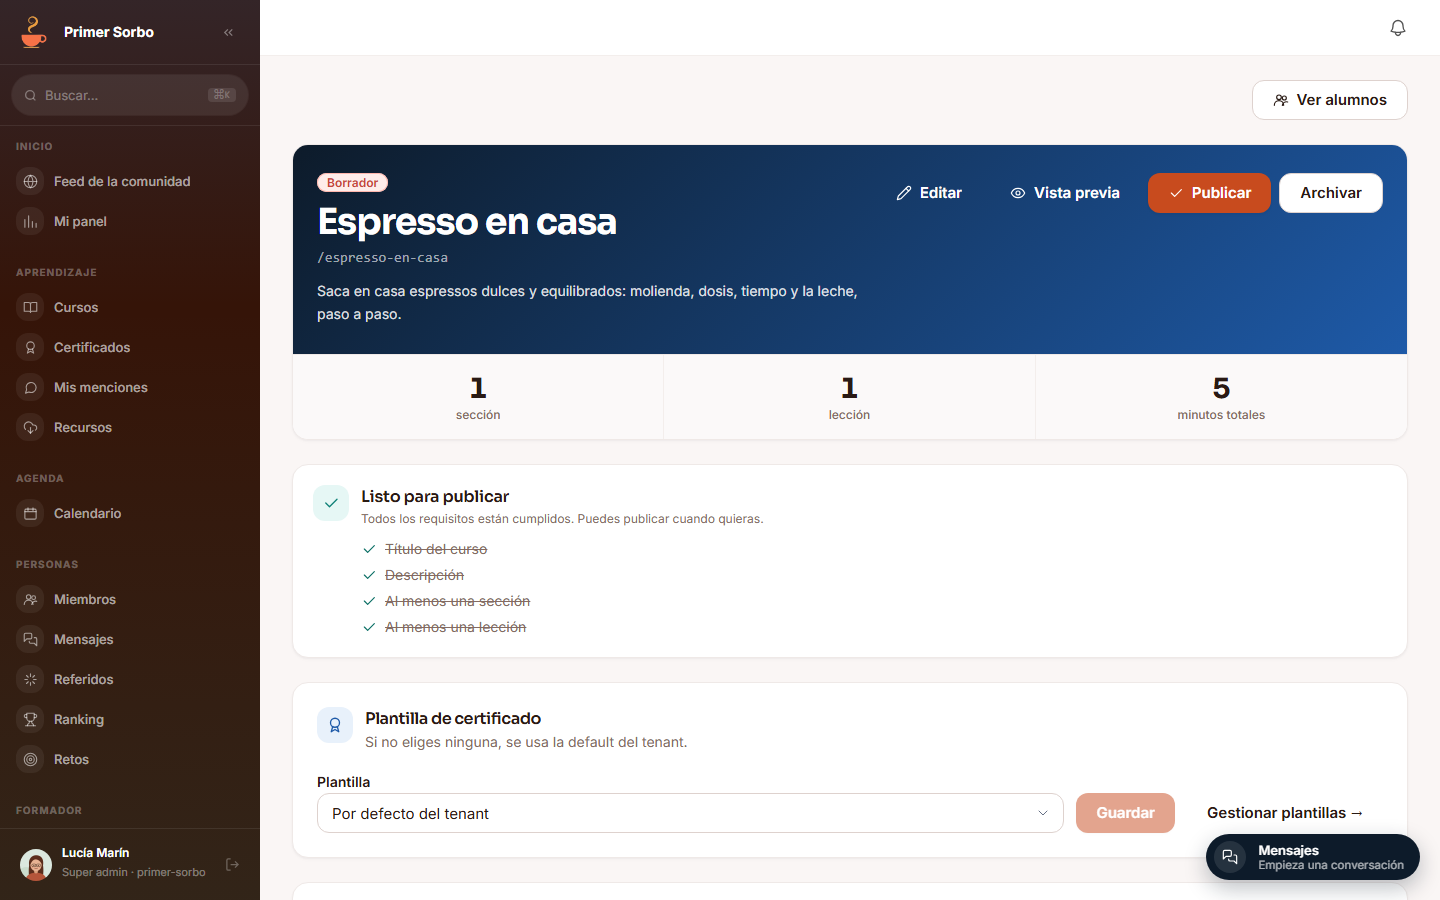 Primer Sorbo
Buscar...
⌘K
INICIO
Feed de la comunidad
Mi panel
APRENDIZAJE
Cursos
Certificados
Mis menciones
Recursos
AGENDA
Calendario
PERSONAS
Miembros
Mensajes
Referidos
Ranking
Retos
FORMADOR
Lucía Marín
Super admin · primer-sorbo
Ver alumnos
Borrador
Editar
Vista previa
Publicar
Archivar
Espresso en casa
/espresso-en-casa
Saca en casa espressos dulces y equilibrados: molienda, dosis, tiempo y la leche,
paso a paso.
1
sección
1
lección
5
minutos totales
Listo para publicar
Todos los requisitos están cumplidos. Puedes publicar cuando quieras.
Título del curso
Descripción
Al menos una sección
Al menos una lección
Plantilla de certificado
Si no eliges ninguna, se usa la default del tenant.
Plantilla
Por defecto del tenant
Guardar
Gestionar plantillas →
Mensajes
Empieza una conversación